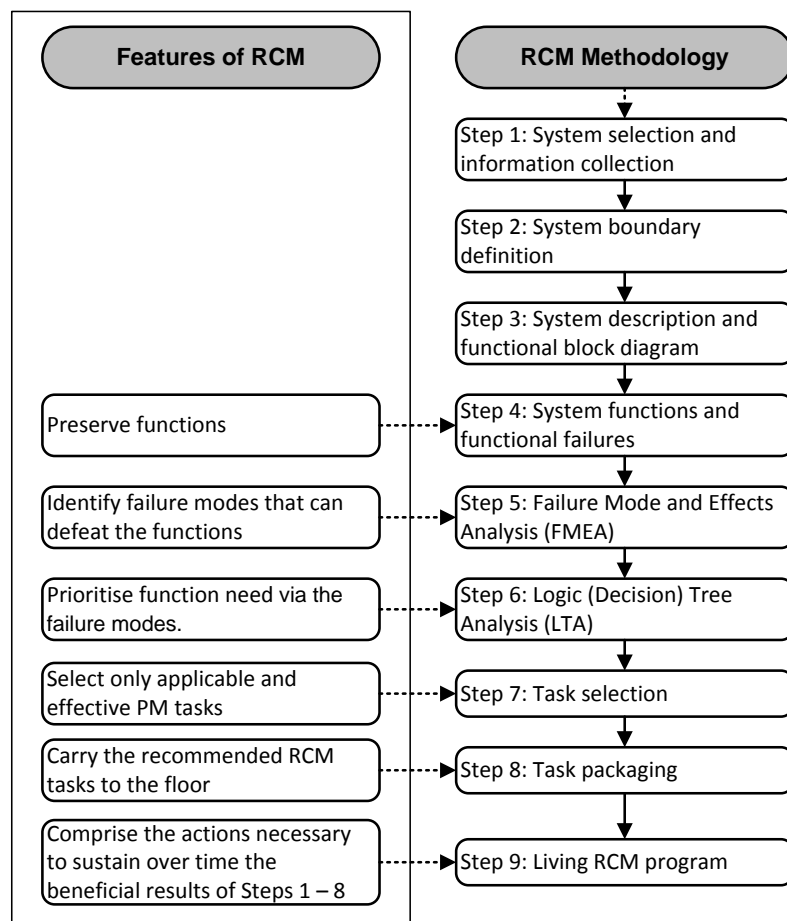 Features of RCM
RCM Methodology
Step 1: System selection and
information collection
Step 2: System boundary
definition
Step 3: System description and
functional block diagram
Preserve functions
Step 4: System functions and
functional failures
Identify failure modes that can
defeat the functions
Step 5: Failure Mode and Effects
Analysis (FMEA)
Prioritise function need via the
failure modes.
Step 6: Logic (Decision) Tree
Analysis (LTA)
Select only applicable and
effective PM tasks
Step 7: Task selection
Carry the recommended RCM
tasks to the floor
Step 8: Task packaging
Comprise the actions necessary
to sustain over time the
beneficial results of Steps 1 – 8
Step 9: Living RCM program